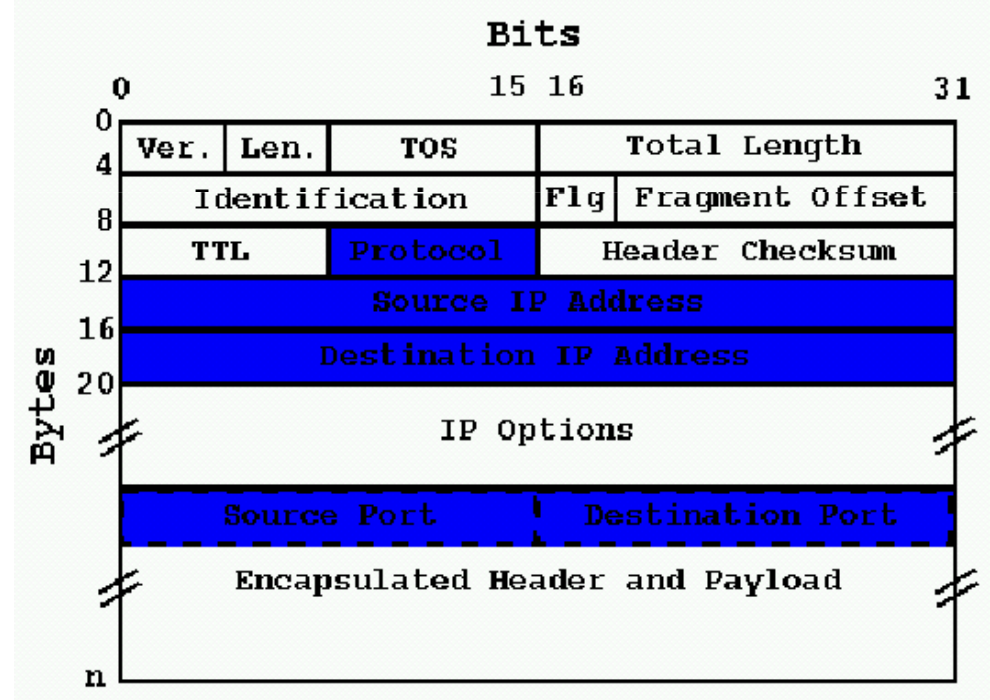 Bits
0 15 16 31
0
Ver. Len. TOS Total Length
4
Identification Flg Fragment Offset
8
TTL Protocol Header Checksum
12
Source IP Address
16
Destination IP Address
20
Bytes
IP Options
Source Port Destination Port
Encapsulated Header and Payload
n